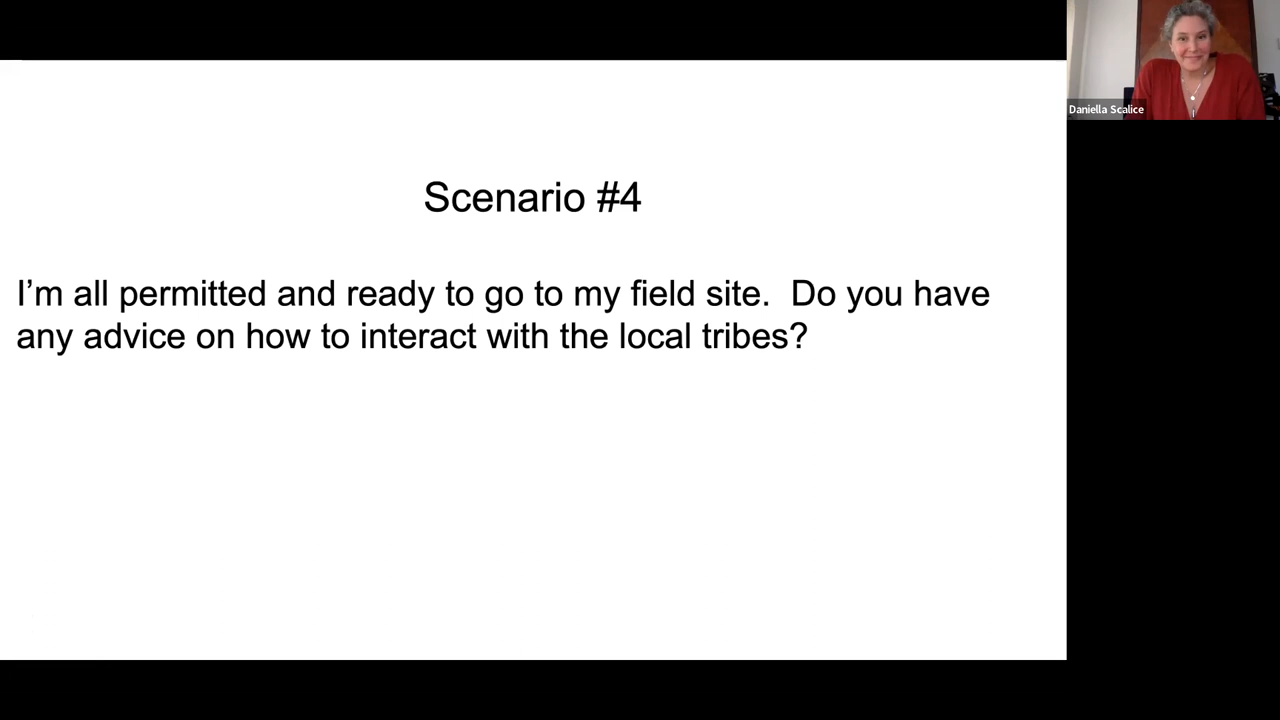 Scenario #4
I’m all permitted and ready to go to my field site.  Do you have
any advice on how to interact with the local tribes?
Daniella Scalice